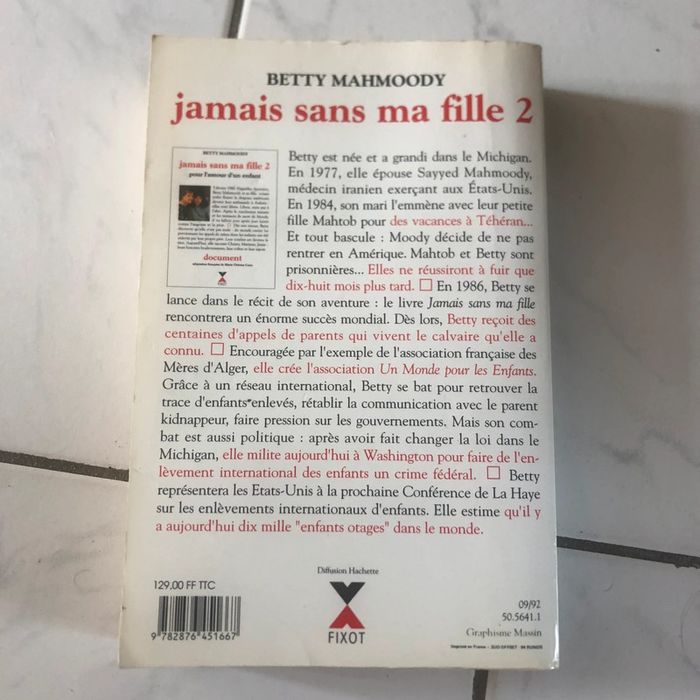 BETTY MAHMOODY
jamais sans ma fille 2
BETTY MAHMOODY
jamais sans ma fille 2
pour l'amour d'un enfant
document
Betty est née et a grandi dans le Michigan.
En 1977, elle épouse Sayyed Mahmoody,
médecin iranien exerçant aux États-Unis.
En 1984, son mari l'emmène avec leur petite
fille Mahtob pour des vacances à Téhéran...
Et tout bascule : Moody décide de ne pas
rentrer en Amérique. Mahtob et Betty sont
prisonnières... Elles ne réussiront à fuir que
dix-huit mois plus tard. □ En 1986, Betty se
lance dans le récit de son aventure : le livre Jamais sans ma fille
rencontrera un énorme succès mondial. Dès lors, Betty reçoit des
centaines d'appels de parents qui vivent le calvaire qu'elle a
connu. □ Encouragée par l'exemple de l'association française des
Mères d'Alger, elle crée l'association Un Monde pour les Enfants.
Grâce à un réseau international, Betty se bat pour retrouver la
trace d'enfants enlevés, rétablir la communication avec le parent
kidnappeur, faire pression sur les gouvernements. Mais son com-
bat est aussi politique : après avoir fait changer la loi dans le
Michigan, elle milite aujourd'hui à Washington pour faire de l'en-
lèvement international des enfants un crime fédéral. □ Betty
représentera les Etats-Unis à la prochaine Conférence de La Haye
sur les enlèvements internationaux d'enfants. Elle estime qu'il y
a aujourd'hui dix mille "enfants otages" dans le monde.
Diffusion Hachette
129,00 FF TTC
9 782876 451667
FIXOT
09/92
50.5641.1
Graphisme Massin